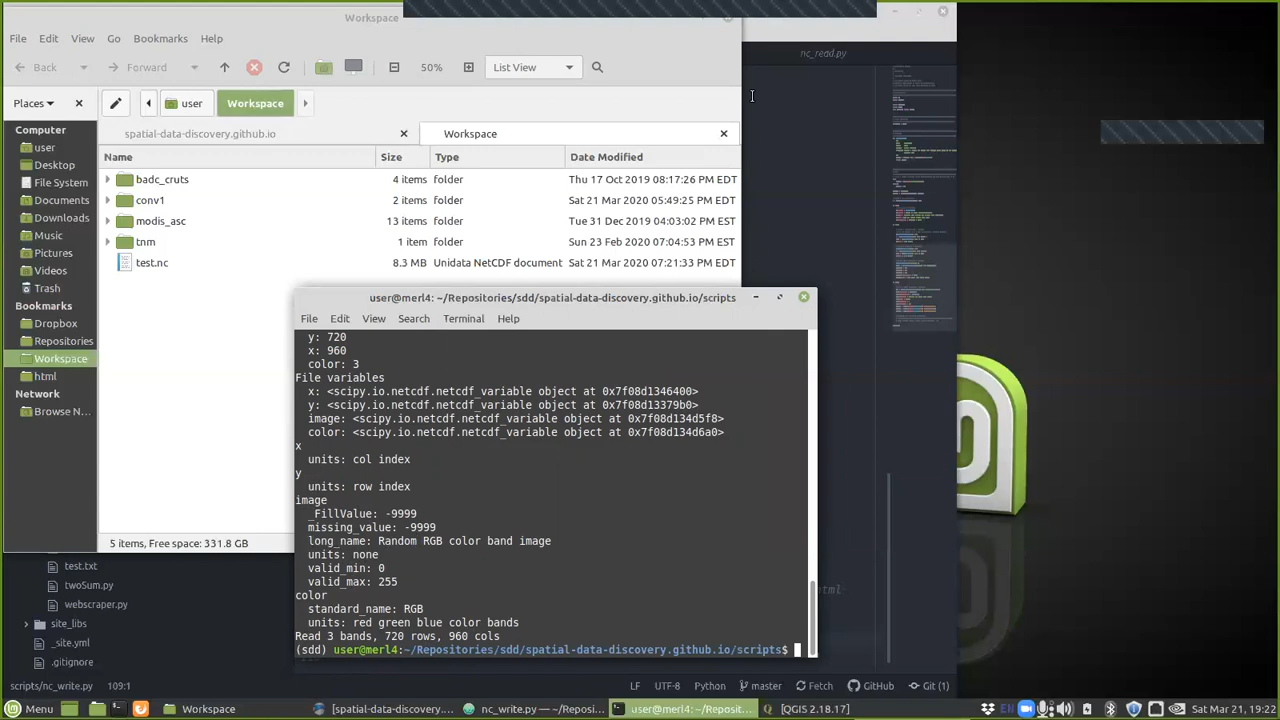 Workspace
File Edit View Go Bookmarks Help
nc_read.py
Back Forward 50% List View
Places user Workspace
spatial-data-discovery.github.io Workspace
Computer
user
Desktop
File System
Documents
Downloads
Music
Pictures
Videos
Trash
Bookmarks
Dropbox
Repositories
Workspace
html
Network
Browse N...
Name Size Type Date Modified
badc_cruts 4 items folder Thu 17 Oct 2019 08:17:26 PM EDT
conv1 2 items folder Sat 21 Mar 2020 05:49:25 PM EDT
modis_asc 13 items folder Tue 31 Dec 2019 03:03:02 PM EST
tnm 1 item folder Sun 23 Feb 2020 07:04:53 PM EST
test.nc 8.3 MB Unidata NetCDF document Sat 21 Mar 2020 07:21:33 PM EDT
5 items, Free space: 331.8 GB
user@merl4: ~/Repositories/sdd/spatial-data-discovery.github.io/scripts
File Edit View Search Terminal Help
y: 720
x: 960
color: 3
File variables
x: <scipy.io.netcdf.netcdf_variable object at 0x7f08d1346400>
y: <scipy.io.netcdf.netcdf_variable object at 0x7f08d13379b0>
image: <scipy.io.netcdf.netcdf_variable object at 0x7f08d134d5f8>
color: <scipy.io.netcdf.netcdf_variable object at 0x7f08d134d6a0>
x
units: col index
y
units: row index
image
_FillValue: -9999
missing_value: -9999
long_name: Random RGB color band image
units: none
valid_min: 0
valid_max: 255
color
standard_name: RGB
units: red green blue color bands
Read 3 bands, 720 rows, 960 cols
(sdd) user@merl4:~/Repositories/sdd/spatial-data-discovery.github.io/scripts$
test.txt
twoSum.py
webscraper.py
site_libs
_site.yml
.gitignore
html
scripts/nc_write.py 109:1 LF UTF-8 Python master Fetch GitHub Git (1)
Menu Workspace [spatial-data-discovery.... nc_write.py — ~/Reposi... user@merl4: ~/Reposit... [QGIS 2.18.17] EN Sat Mar 21, 19:22